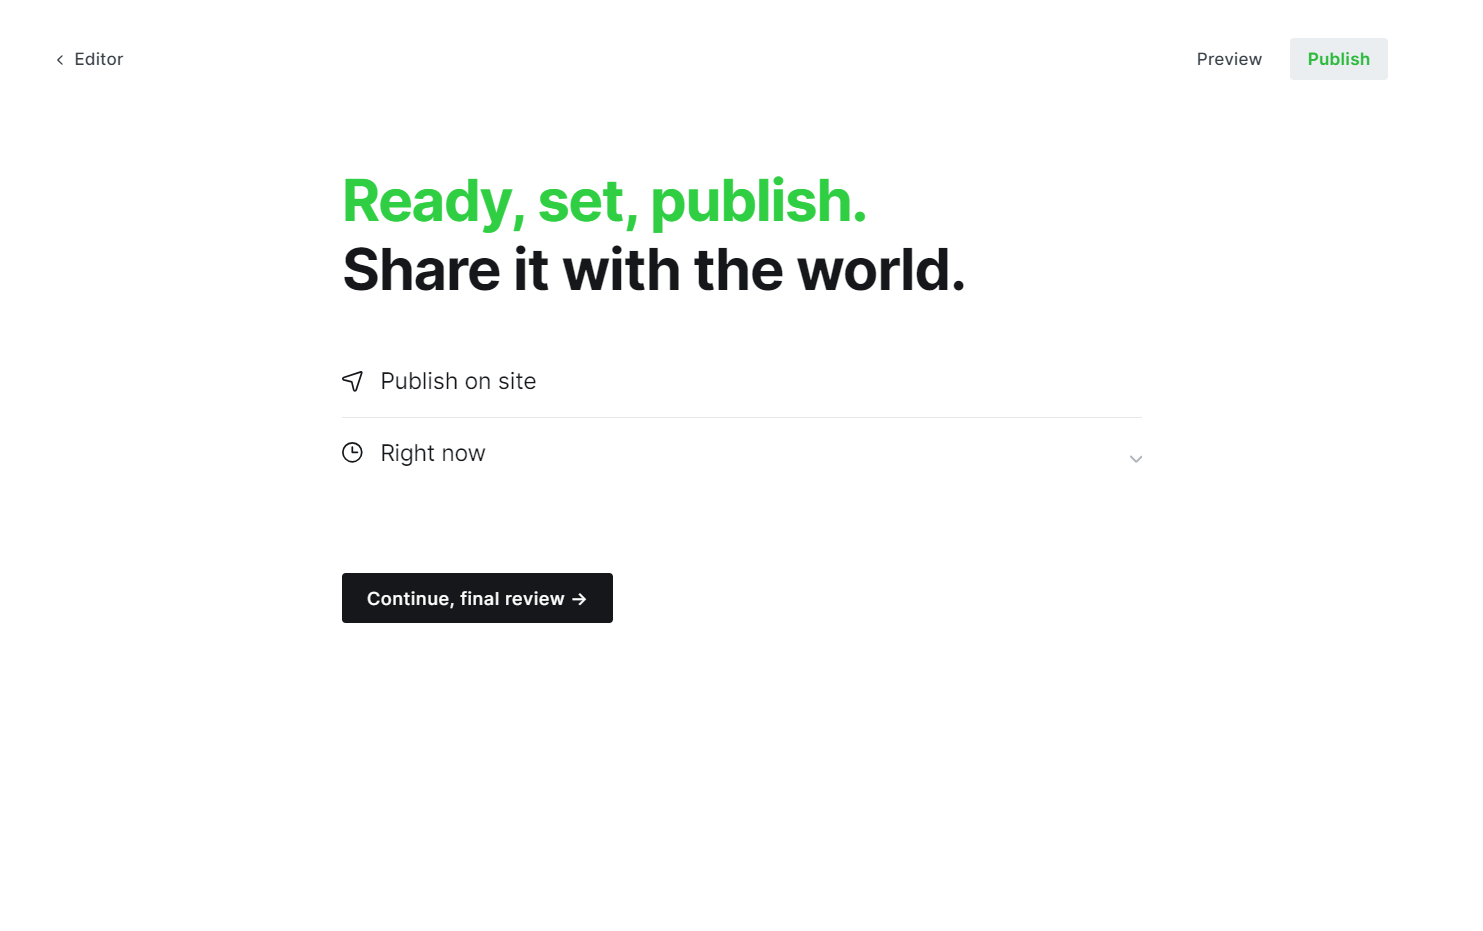 Editor
Preview
Publish
Ready, set, publish.
Share it with the world.
Publish on site
Right now
Continue, final review →